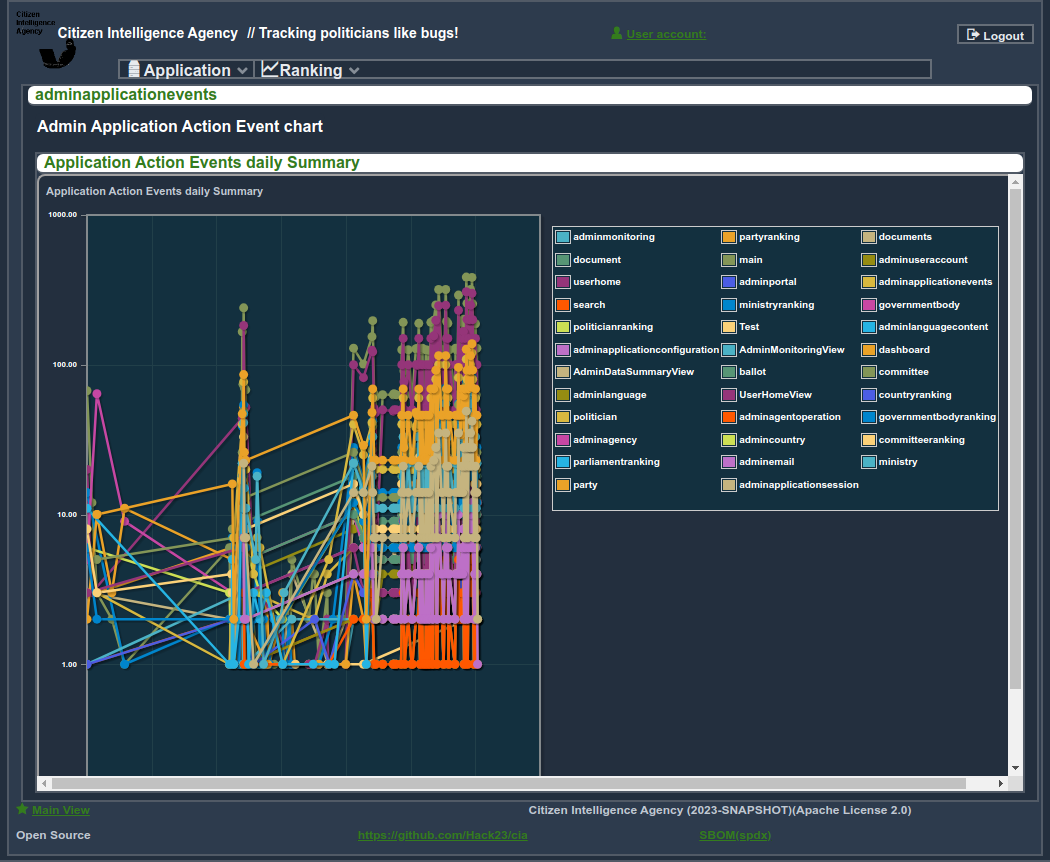 Citizen
Intelligence
Agency
Citizen Intelligence Agency // Tracking politicians like bugs!
User account:
Logout
Application Ranking
adminapplicationevents
Admin Application Action Event chart
Application Action Events daily Summary
Application Action Events daily Summary
1000.00
100.00
10.00
1.00
adminmonitoring partyranking documents
document main adminuseraccount
userhome adminportal adminapplicationevents
search ministryranking governmentbody
politicianranking Test adminlanguagecontent
adminapplicationconfiguration AdminMonitoringView dashboard
AdminDataSummaryView ballot committee
adminlanguage UserHomeView countryranking
politician adminagentoperation governmentbodyranking
adminagency admincountry committeeranking
parliamentranking adminemail ministry
party adminapplicationsession
Main View
Citizen Intelligence Agency (2023-SNAPSHOT)(Apache License 2.0)
Open Source
https://github.com/Hack23/cia
SBOM(spdx)